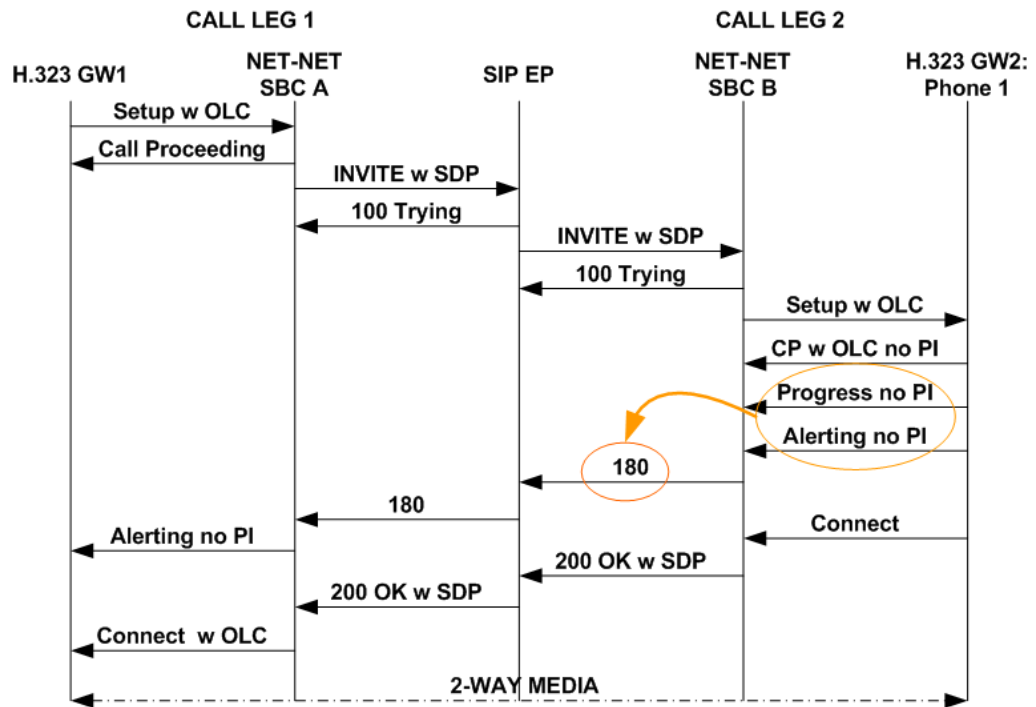 CALL LEG 1
CALL LEG 2
H.323 GW1
NET-NET
SBC A
SIP EP
NET-NET
SBC B
H.323 GW2:
Phone 1
Setup w OLC
Call Proceeding
INVITE w SDP
100 Trying
INVITE w SDP
100 Trying
Setup w OLC
CP w OLC no PI
Progress no PI
Alerting no PI
180
180
Connect
Alerting no PI
200 OK w SDP
200 OK w SDP
Connect w OLC
2-WAY MEDIA